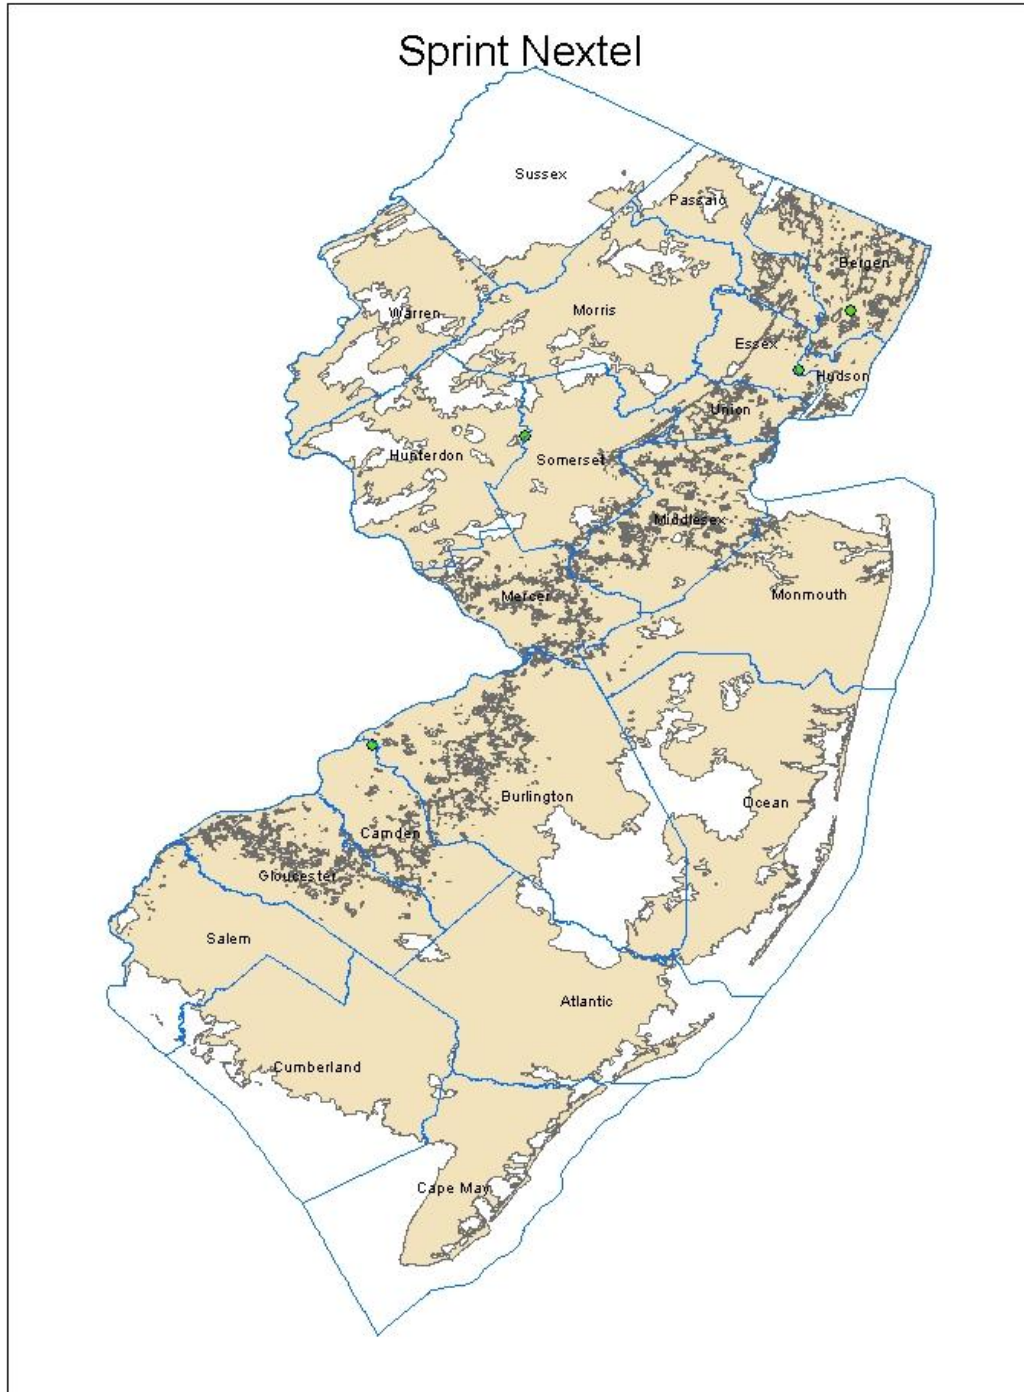 Sprint Nextel
Sussex
Passaic
Bergen
Warren
Morris
Essex
Hudson
Union
Hunterdon
Somerset
Middlesex
Mercer
Monmouth
Burlington
Ocean
Camden
Gloucester
Salem
Atlantic
Cumberland
Cape May